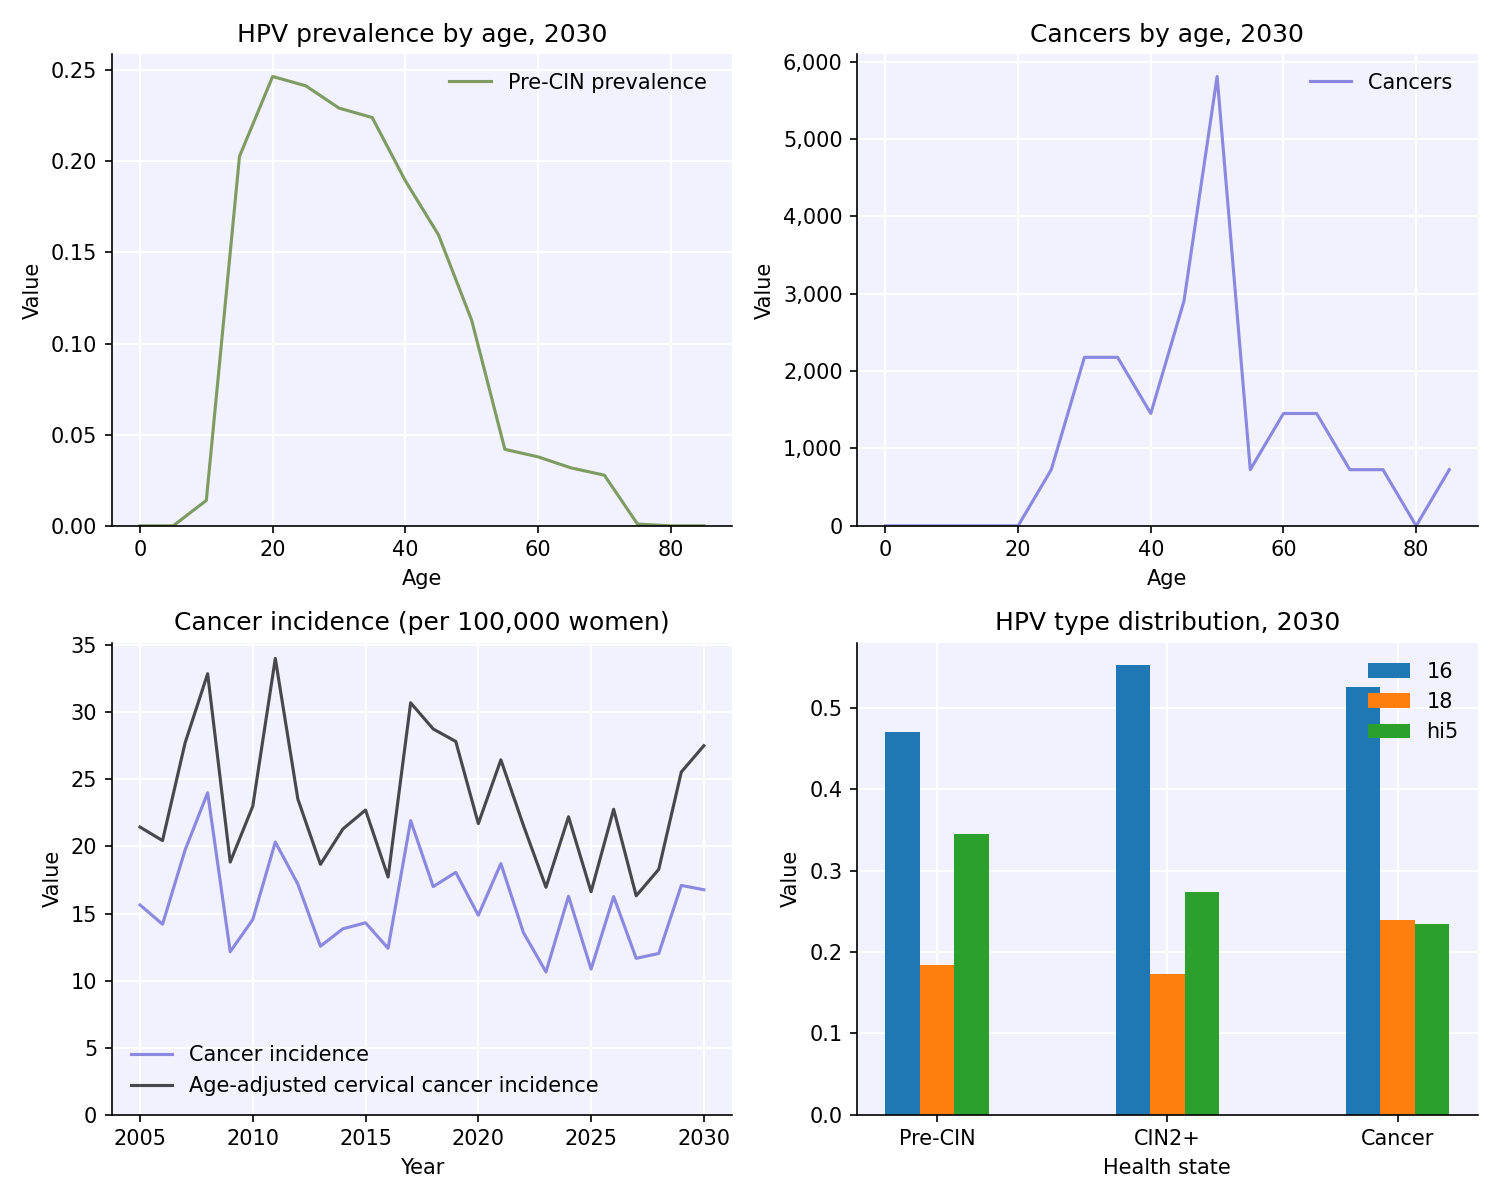 HPV prevalence by age, 2030
Pre-CIN prevalence
0.25
0.20
0.15
0.10
0.05
0.00
Value
0 20 40 60 80
Age
Cancers by age, 2030
Cancers
6,000
5,000
4,000
3,000
2,000
1,000
0
Value
0 20 40 60 80
Age
Cancer incidence (per 100,000 women)
35
30
25
20
15
10
5
0
Value
Cancer incidence
Age-adjusted cervical cancer incidence
2005 2010 2015 2020 2025 2030
Year
HPV type distribution, 2030
16
18
hi5
0.5
0.4
0.3
0.2
0.1
0.0
Value
Pre-CIN CIN2+ Cancer
Health state